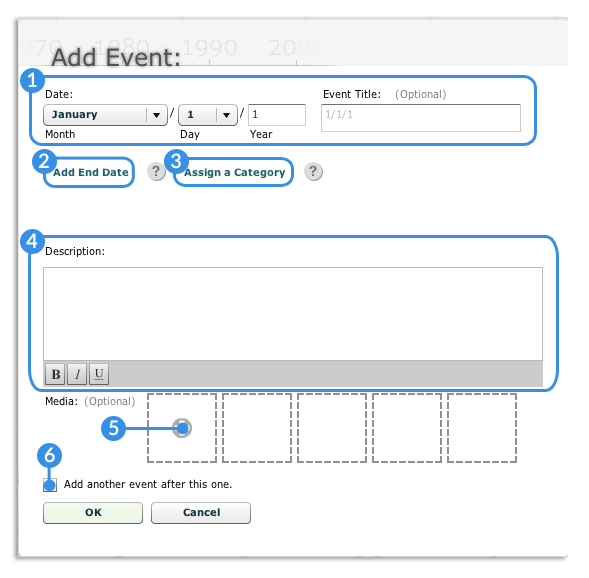 1970 1980 1990 2000
Add Event:
1
Date:
Event Title: (Optional)
January / 1 / 1
1/1/1
Month Day Year
2 Add End Date ? 3 Assign a Category ?
4
Description:
B I U
Media: (Optional)
5
6
Add another event after this one.
OK Cancel